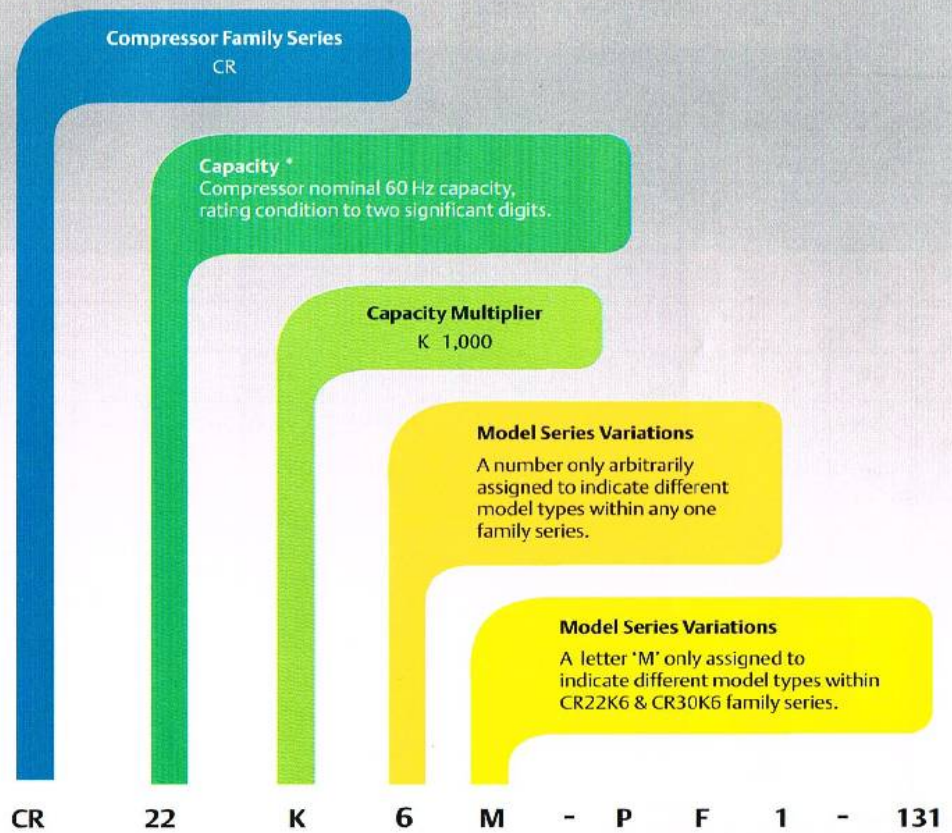 Compressor Family Series
CR
Capacity *
Compressor nominal 60 Hz capacity,
rating condition to two significant digits.
Capacity Multiplier
K 1,000
Model Series Variations
A number only arbitrarily
assigned to indicate different
model types within any one
family series.
Model Series Variations
A letter 'M' only assigned to
indicate different model types within
CR22K6 & CR30K6 family series.
CR 22 K 6 M - P F 1 - 131